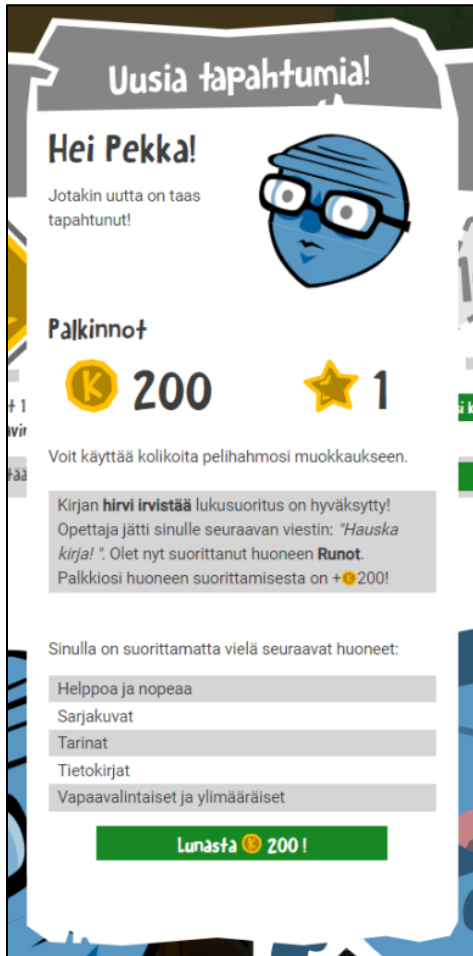 Uusia tapahtumia!
Hei Pekka!
Jotakin uutta on taas
tapahtunut!
Palkinnot
K 200
1
Voit käyttää kolikoita pelihahmosi muokkaukseen.
Kirjan hirvi irvistää lukusuoritus on hyväksytty!
Opettaja jätti sinulle seuraavan viestin: "Hauska
kirja! ". Olet nyt suorittanut huoneen Runot.
Palkkiosi huoneen suorittamisesta on +K200!
Sinulla on suorittamatta vielä seuraavat huoneet:
Helppoa ja nopeaa
Sarjakuvat
Tarinat
Tietokirjat
Vapaavalintaiset ja ylimääräiset
Lunasta K 200 !